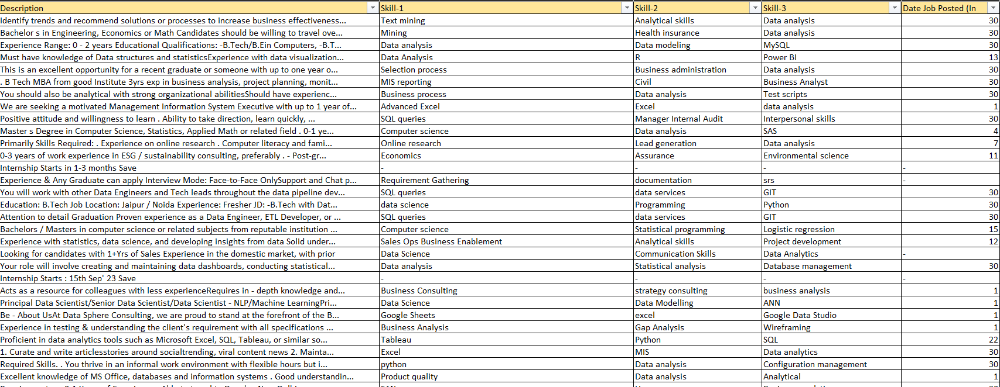 Description Skill-1 Skill-2 Skill-3 Date Job Posted (In
Identify trends and recommend solutions or processes to increase business effectiveness... Text mining Analytical skills Data analysis 30
Bachelor s in Engineering, Economics or Math Candidates should be willing to travel ove... Mining Health insurance Data analysis 30
Experience Range: 0 - 2 years Educational Qualifications: -B.Tech/B.Ein Computers, -B.T... Data analysis Data modeling MySQL 30
Must have knowledge of Data structures and statisticsExperience with data visualization... Data Analysis R Power BI 13
This is an excellent opportunity for a recent graduate or someone with up to one year o... Selection process Business administration Data analysis 30
. B Tech MBA from good Institute 3yrs exp in business analysis, project planning, monit... MIS reporting Civil Business Analyst 30
You should also be analytical with strong organizational abilitiesShould have experienc... Business process Data analysis Test scripts 30
We are seeking a motivated Management Information System Executive with up to 1 year of... Advanced Excel Excel data analysis 1
Positive attitude and willingness to learn . Ability to take direction, learn quickly, ... SQL queries Manager Internal Audit Interpersonal skills 30
Master s Degree in Computer Science, Statistics, Applied Math or related field . 0-1 ye... Computer science Data analysis SAS 4
Primarily Skills Required: . Experience on online research . Computer literacy and fami... Online research Lead generation Data analysis 7
0-3 years of work experience in ESG / sustainability consulting, preferably . - Post-gr... Economics Assurance Environmental science 11
Internship Starts in 1-3 months Save - - - -
Experience & Any Graduate can apply Interview Mode: Face-to-Face OnlySupport and Chat p... Requirement Gathering documentation srs -
You will work with other Data Engineers and Tech leads throughout the data pipeline dev... SQL queries data services GIT 30
Education: B.Tech Job Location: Jaipur / Noida Experience: Fresher JD: -B.Tech with Dat... data science Programming Python 30
Attention to detail Graduation Proven experience as a Data Engineer, ETL Developer, or ... SQL queries data services GIT 30
Bachelors / Masters in computer science or related subjects from reputable institution ... Computer science Statistical programming Logistic regression 15
Experience with statistics, data science, and developing insights from data Solid under... Sales Ops Business Enablement Analytical skills Project development 12
Looking for candidates with 1+Yrs of Sales Experience in the domestic market, with prior Data Science Communication Skills Data Analytics -
Your role will involve creating and maintaining data dashboards, conducting statistical... Data analysis Statistical analysis Database management 30
Internship Starts : 15th Sep' 23 Save - - - -
Acts as a resource for colleagues with less experienceRequires in - depth knowledge and... Business Consulting strategy consulting business analysis 1
Principal Data Scientist/Senior Data Scientist/Data Scientist - NLP/Machine LearningPri... Data Science Data Modelling ANN 1
Be - About UsAt Data Sphere Consulting, we are proud to stand at the forefront of the B... Google Sheets excel Google Data Studio 1
Experience in testing & understanding the client's requirement with all specifications ... Business Analysis Gap Analysis Wireframing 1
Proficient in data analytics tools such as Microsoft Excel, SQL, Tableau, or similar so... Tableau Python SQL 22
1. Curate and write articlesstories around socialtrending, viral content news 2. Mainta... Excel MIS Data analytics 30
Required Skills. . You thrive in an informal work environment with flexible hours but i... python Data analysis Configuration management 30
Excellent knowledge of MS Office, databases and information systems . Good understandin... Product quality Data analysis Analytical 1